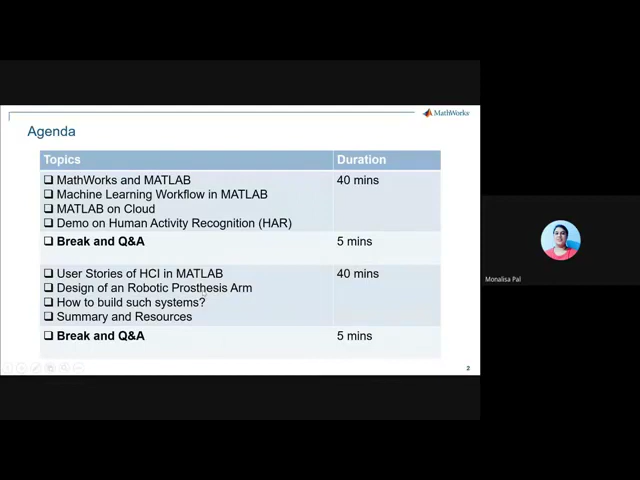 MathWorks
Agenda
Topics Duration
MathWorks and MATLAB 40 mins
Machine Learning Workflow in MATLAB
MATLAB on Cloud
Demo on Human Activity Recognition (HAR)
Break and Q&A 5 mins
User Stories of HCI in MATLAB 40 mins
Design of an Robotic Prosthesis Arm
How to build such systems?
Summary and Resources
Break and Q&A 5 mins
2
Monalisa Pal